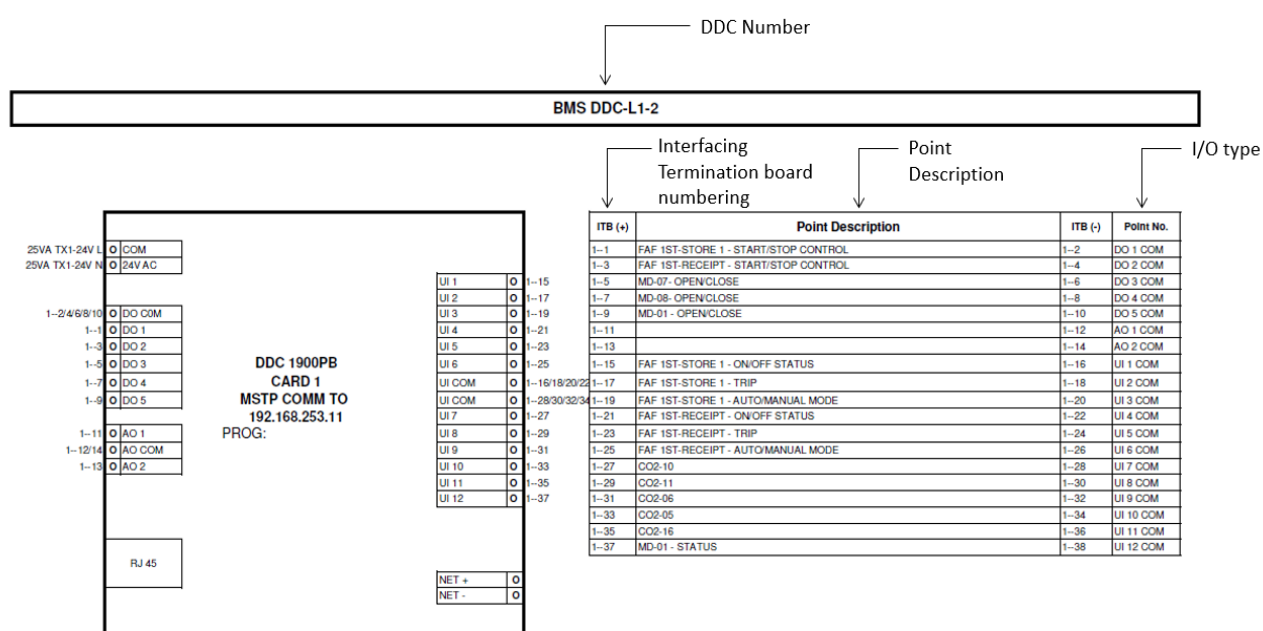 DDC Number
BMS DDC-L1-2
Interfacing
Termination board
numbering
Point
Description
I/O type
25VA TX1-24V L O COM
25VA TX1-24V N O 24V AC
1--2/4/6/8/10 O DO COM
1--1 O DO 1
1--3 O DO 2
1--5 O DO 3
1--7 O DO 4
1--9 O DO 5
1--11 O AO 1
1--12/14 O AO COM
1--13 O AO 2
RJ 45
DDC 1900PB
CARD 1
MSTP COMM TO
192.168.253.11
PROG:
UI 1 O 1--15
UI 2 O 1--17
UI 3 O 1--19
UI 4 O 1--21
UI 5 O 1--23
UI 6 O 1--25
UI COM O 1--16/18/20/22
UI COM O 1--28/30/32/34
UI 7 O 1--27
UI 8 O 1--29
UI 9 O 1--31
UI 10 O 1--33
UI 11 O 1--35
UI 12 O 1--37
NET + O
NET - O
ITB (+) Point Description ITB (-) Point No.
1--1 FAF 1ST-STORE 1 - START/STOP CONTROL 1--2 DO 1 COM
1--3 FAF 1ST-RECEIPT - START/STOP CONTROL 1--4 DO 2 COM
1--5 MD-07- OPEN/CLOSE 1--6 DO 3 COM
1--7 MD-08- OPEN/CLOSE 1--8 DO 4 COM
1--9 MD-01 - OPEN/CLOSE 1--10 DO 5 COM
1--11 1--12 AO 1 COM
1--13 1--14 AO 2 COM
1--15 FAF 1ST-STORE 1 - ON/OFF STATUS 1--16 UI 1 COM
1--17 FAF 1ST-STORE 1 - TRIP 1--18 UI 2 COM
1--19 FAF 1ST-STORE 1 - AUTO/MANUAL MODE 1--20 UI 3 COM
1--21 FAF 1ST-RECEIPT - ON/OFF STATUS 1--22 UI 4 COM
1--23 FAF 1ST-RECEIPT - TRIP 1--24 UI 5 COM
1--25 FAF 1ST-RECEIPT - AUTO/MANUAL MODE 1--26 UI 6 COM
1--27 CO2-10 1--28 UI 7 COM
1--29 CO2-11 1--30 UI 8 COM
1--31 CO2-06 1--32 UI 9 COM
1--33 CO2-05 1--34 UI 10 COM
1--35 CO2-16 1--36 UI 11 COM
1--37 MD-01 - STATUS 1--38 UI 12 COM